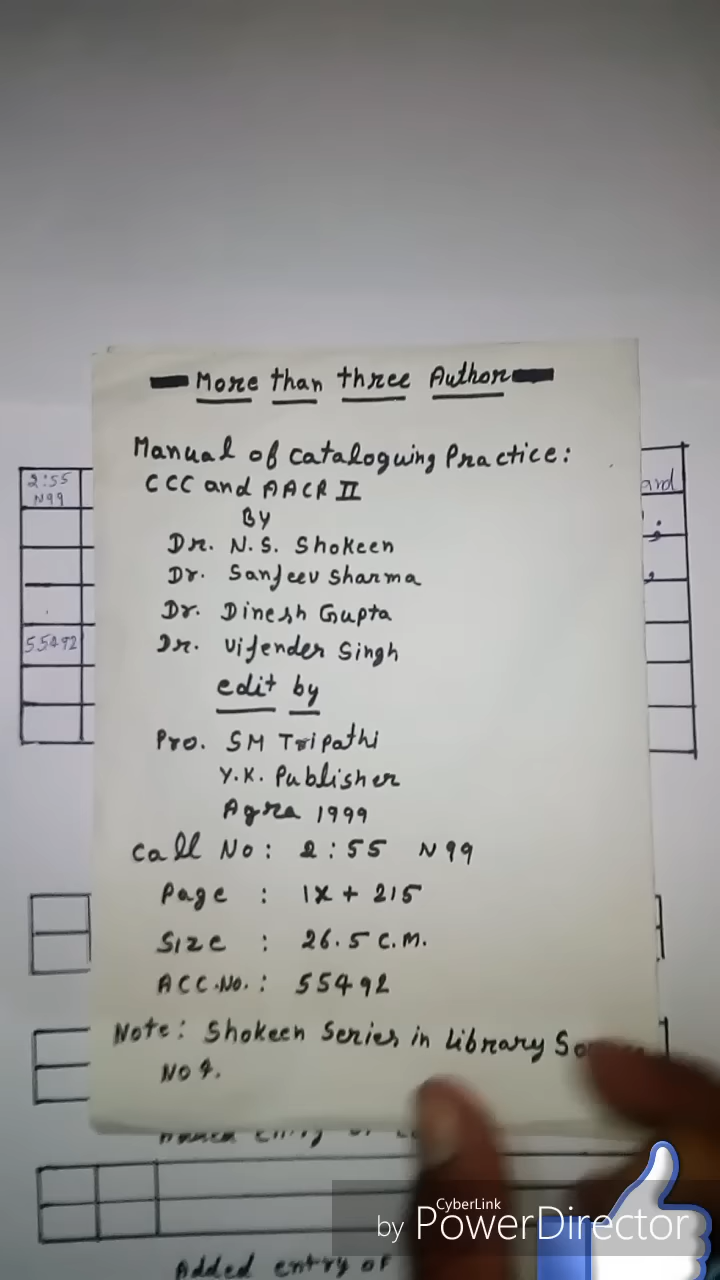 More than three Author
Manual of Cataloguing Practice:
CCC and AACR II
By
Dr. N.S. Shokeen
Dr. Sanjeev Sharma
Dr. Dinesh Gupta
Dr. Vijender Singh
edit by
Pro. SM Tripathi
Y.K. Publisher
Agra 1999
Call No: 2:55 N99
Page : IX + 215
Size : 26.5 C.M.
ACC.No.: 55492
Note: Shokeen Series in library
No 4.
2:55
N99
55492
Added entry of
CyberLink
by PowerDirector